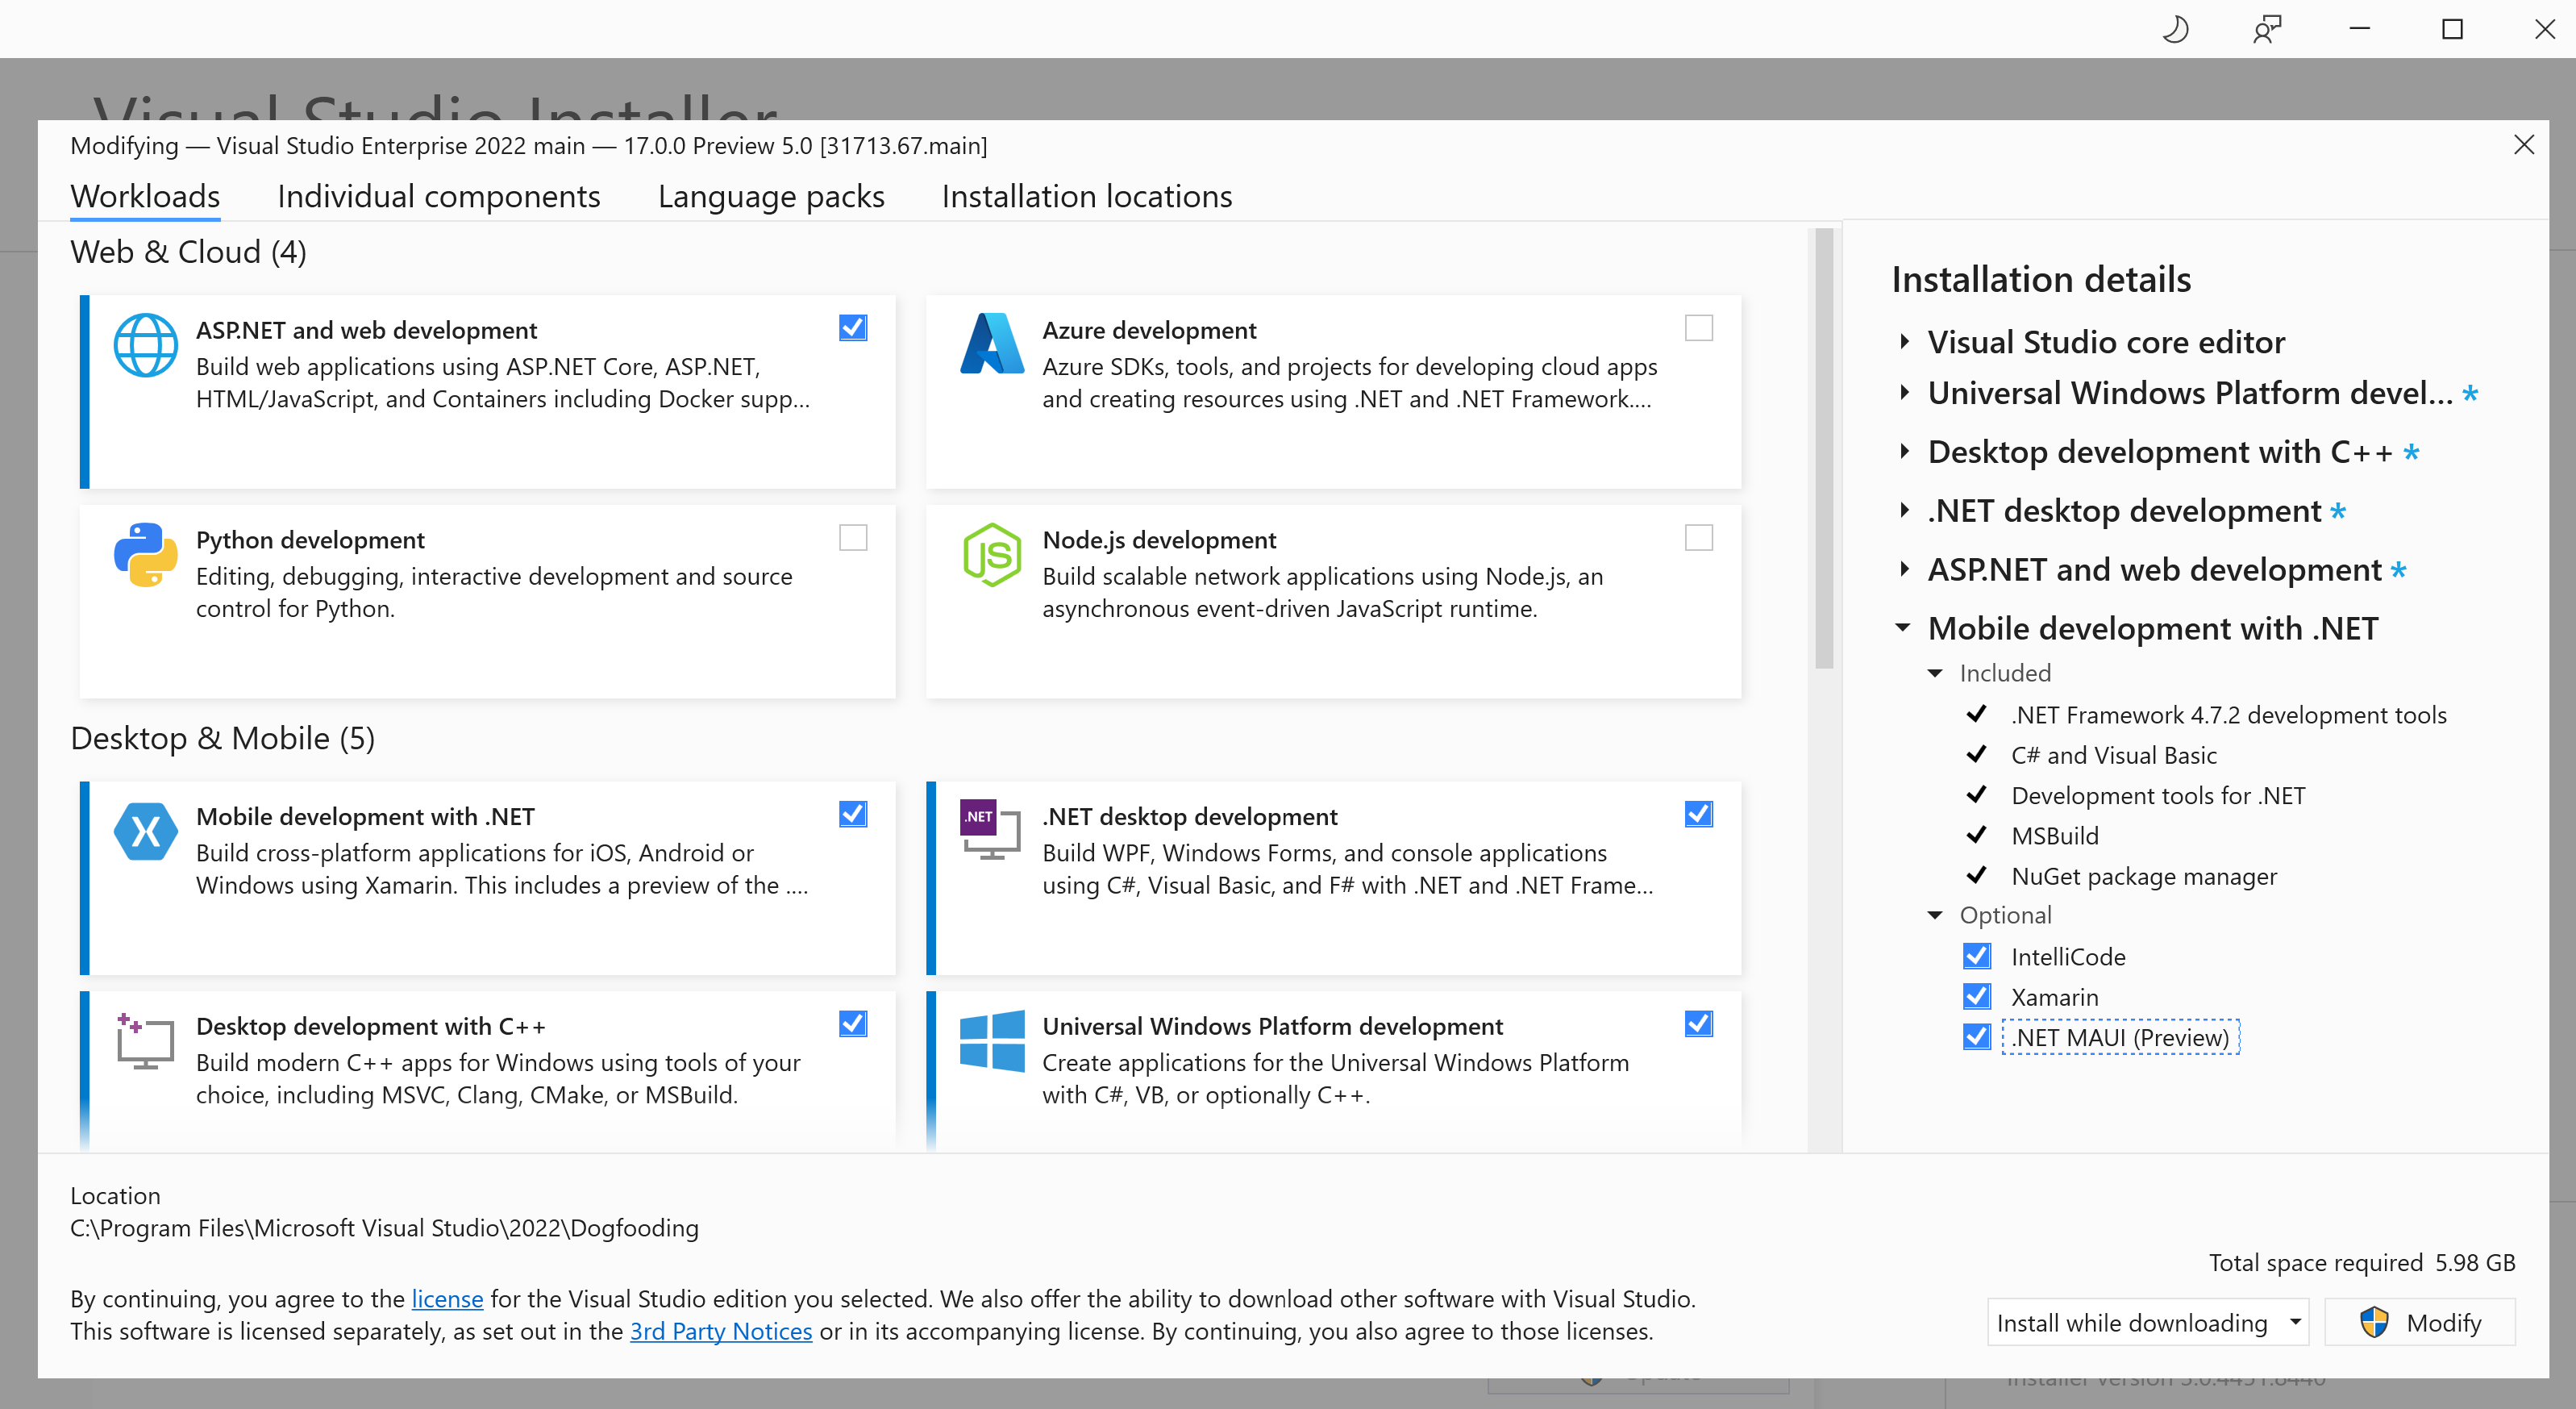 Visual Studio Installer
Modifying — Visual Studio Enterprise 2022 main — 17.0.0 Preview 5.0 [31713.67.main]
Workloads
Individual components
Language packs
Installation locations
Web & Cloud (4)
ASP.NET and web development
Build web applications using ASP.NET Core, ASP.NET,
HTML/JavaScript, and Containers including Docker supp...
Azure development
Azure SDKs, tools, and projects for developing cloud apps
and creating resources using .NET and .NET Framework....
Python development
Editing, debugging, interactive development and source
control for Python.
JS
Node.js development
Build scalable network applications using Node.js, an
asynchronous event-driven JavaScript runtime.
Desktop & Mobile (5)
Mobile development with .NET
Build cross-platform applications for iOS, Android or
Windows using Xamarin. This includes a preview of the ....
.NET
.NET desktop development
Build WPF, Windows Forms, and console applications
using C#, Visual Basic, and F# with .NET and .NET Frame...
Desktop development with C++
Build modern C++ apps for Windows using tools of your
choice, including MSVC, Clang, CMake, or MSBuild.
Universal Windows Platform development
Create applications for the Universal Windows Platform
with C#, VB, or optionally C++.
Installation details
Visual Studio core editor
Universal Windows Platform devel... *
Desktop development with C++ *
.NET desktop development *
ASP.NET and web development *
Mobile development with .NET
Included
.NET Framework 4.7.2 development tools
C# and Visual Basic
Development tools for .NET
MSBuild
NuGet package manager
Optional
IntelliCode
Xamarin
.NET MAUI (Preview)
Location
C:\Program Files\Microsoft Visual Studio\2022\Dogfooding
By continuing, you agree to the license for the Visual Studio edition you selected. We also offer the ability to download other software with Visual Studio.
This software is licensed separately, as set out in the 3rd Party Notices or in its accompanying license. By continuing, you also agree to those licenses.
Total space required 5.98 GB
Install while downloading
Modify